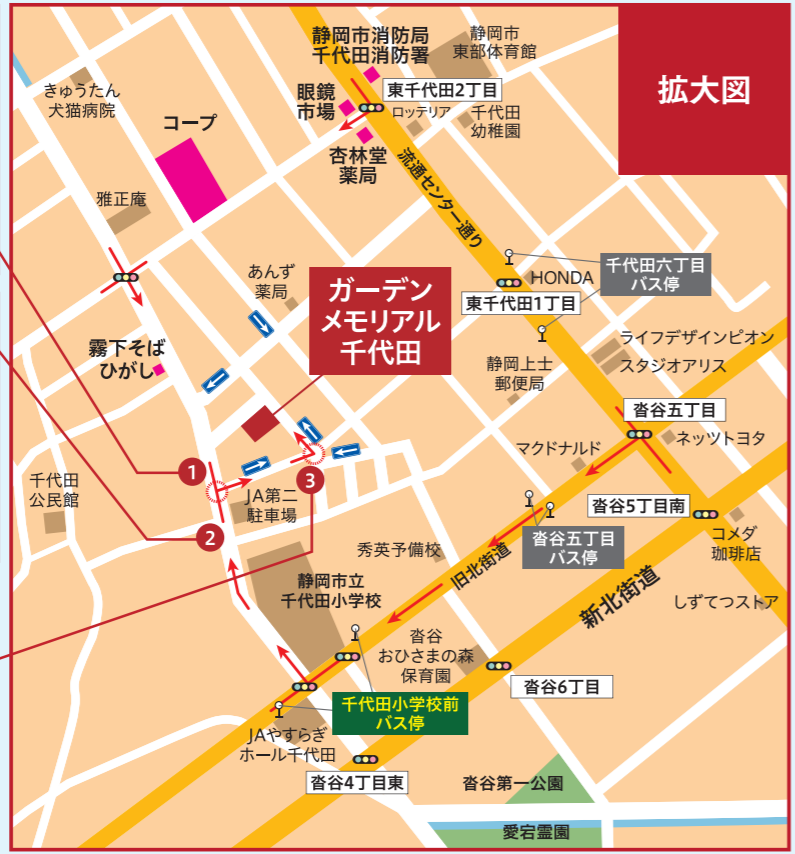 拡大図
静岡市消防局
千代田消防署
静岡市
東部体育館
きゅうたん
犬猫病院
眼鏡
市場
東千代田2丁目
ロッテリア
千代田
幼稚園
コープ
杏林堂
薬局
流通センター通り
雅正庵
あんず
薬局
ガーデン
メモリアル
千代田
HONDA
千代田六丁目
バス停
東千代田1丁目
霧下そば
ひがし
静岡上土
郵便局
ライフデザインピオン
スタジオアリス
沓谷五丁目
ネッツトヨタ
マクドナルド
1
3
2
千代田
公民館
JA第二
駐車場
沓谷5丁目南
コメダ
珈琲店
沓谷五丁目
バス停
秀英予備校
旧北街道
新北街道
静岡市立
千代田小学校
しずてつストア
沓谷
おひさまの森
保育園
沓谷6丁目
千代田小学校前
バス停
JAやすらぎ
ホール千代田
沓谷4丁目東
沓谷第一公園
愛宕霊園